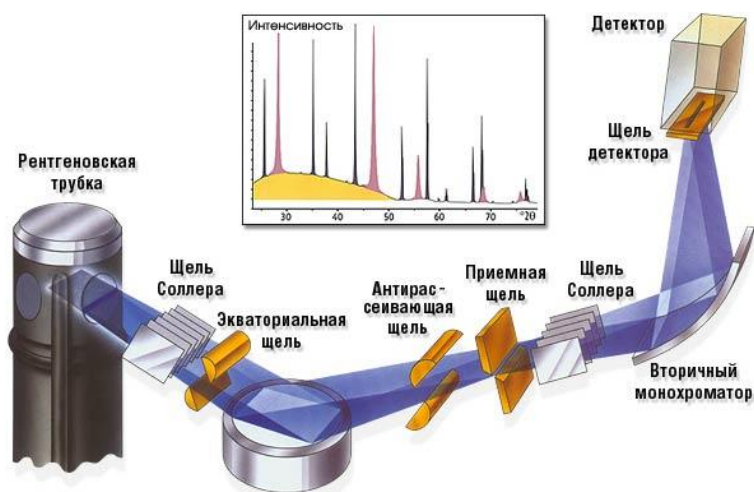 Интенсивность
30 40 50 60 70 °2θ
Детектор
Щель
детектора
Рентгеновская
трубка
Щель
Соллера
Экваториальная
щель
Антирас-
сеивающая
щель
Приемная
щель
Щель
Соллера
Вторичный
монохроматор